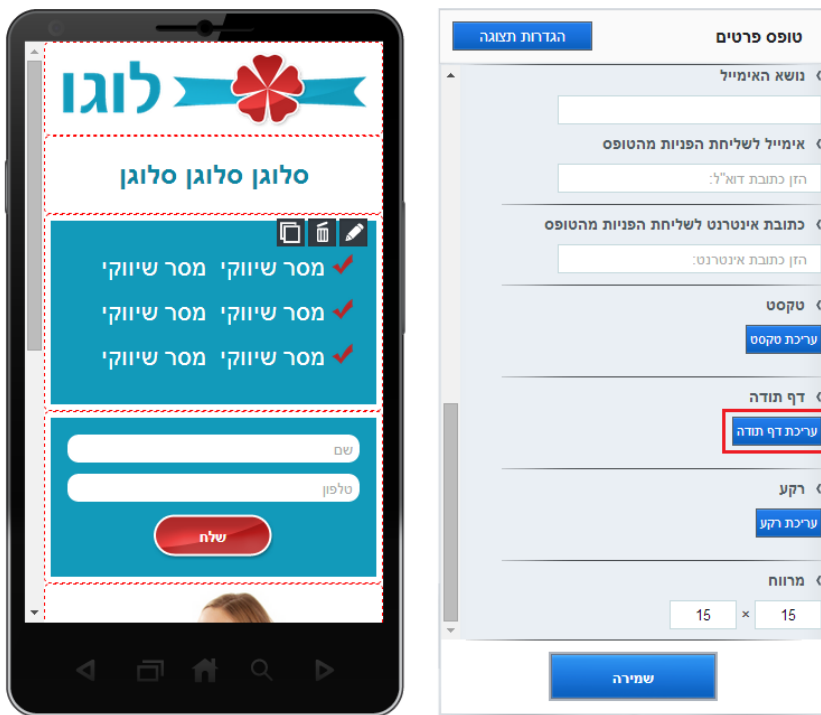 לוגו
סלוגן סלוגן סלוגן
מסר שיווקי מסר שיווקי
מסר שיווקי מסר שיווקי
מסר שיווקי מסר שיווקי
שם
טלפון
שלח
טופס פרטים
הגדרות תצוגה
נושא האימייל
אימייל לשליחת הפניות מהטופס
הזן כתובת דוא"ל:
כתובת אינטרנט לשליחת הפניות מהטופס
הזן כתובת אינטרנט:
טקסט
עריכת טקסט
דף תודה
עריכת דף תודה
רקע
עריכת רקע
מרווח
15 × 15
שמירה